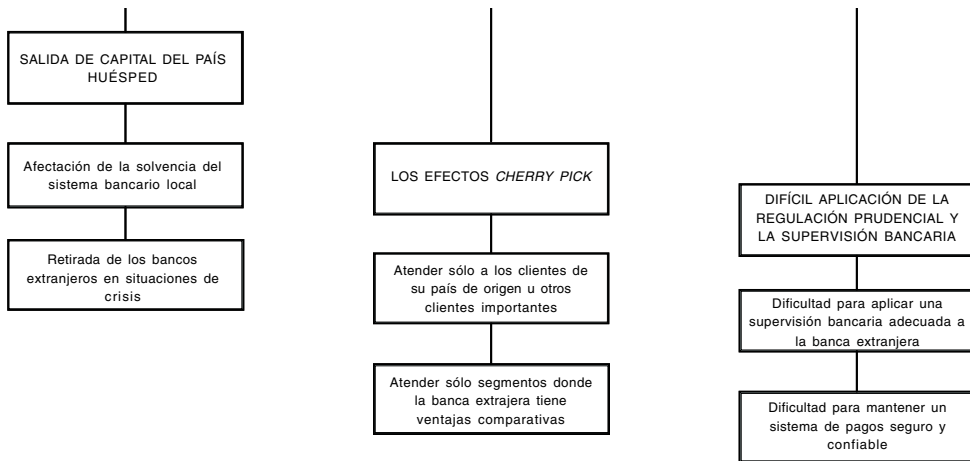 SALIDA DE CAPITAL DEL PAÍS
HUÉSPED
Afectación de la solvencia del
sistema bancario local
Retirada de los bancos
extranjeros en situaciones de
crisis
LOS EFECTOS CHERRY PICK
Atender sólo a los clientes de
su país de origen u otros
clientes importantes
Atender sólo segmentos donde
la banca extrajera tiene
ventajas comparativas
DIFÍCIL APLICACIÓN DE LA
REGULACIÓN PRUDENCIAL Y
LA SUPERVISIÓN BANCARIA
Dificultad para aplicar una
supervisión bancaria adecuada a
la banca extranjera
Dificultad para mantener un
sistema de pagos seguro y
confiable